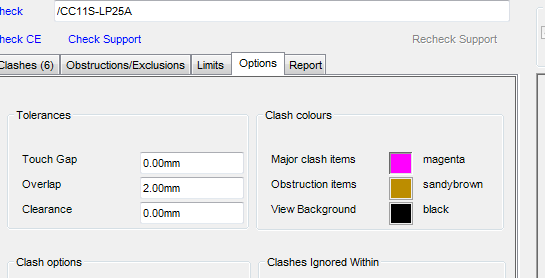 heck /CC11S-LP25A
heck CE Check Support Recheck Support
Clashes (6) Obstructions/Exclusions Limits Options Report
Tolerances Clash colours
Touch Gap 0.00mm Major clash items magenta
Overlap 2.00mm Obstruction items sandybrown
Clearance 0.00mm View Background black
Clash options Clashes Ignored Within